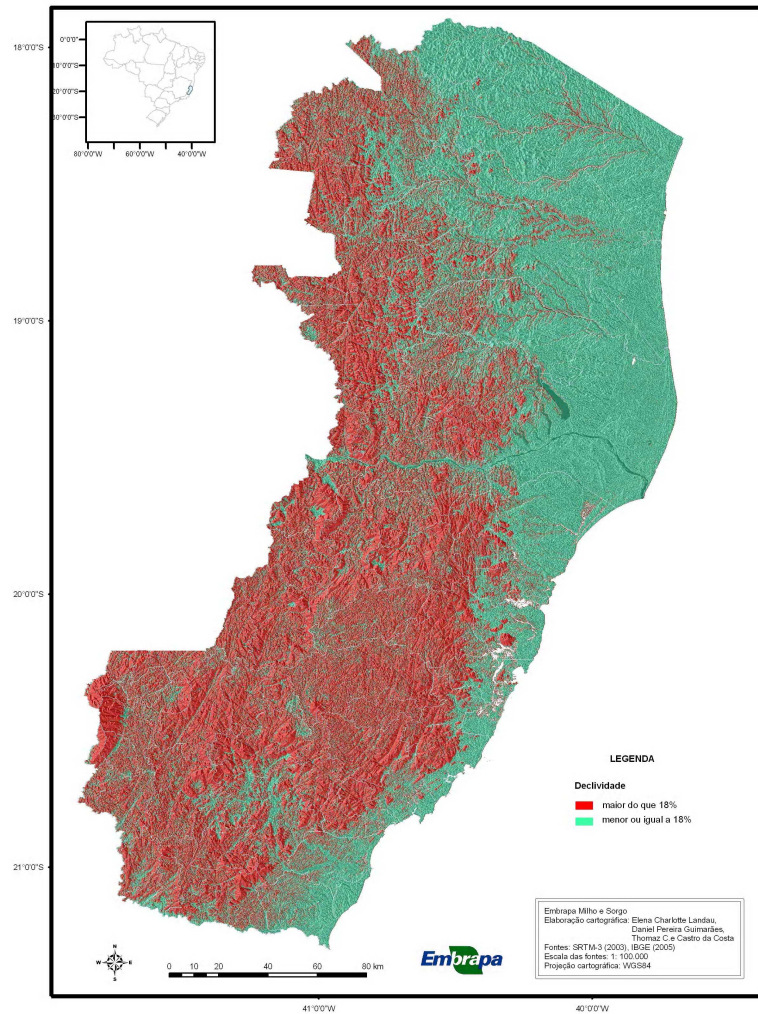 18°0'0"S
0°0'0"
10°0'0"S
20°0'0"S
30°0'0"S
80°0'0"W 60°0'0"W 40°0'0"W
19°0'0"S
20°0'0"S
21°0'0"S
LEGENDA
Declividade
maior do que 18%
menor ou igual a 18%
Embrapa Milho e Sorgo
Elaboração cartográfica: Elena Charlotte Landau,
Daniel Pereira Guimarães,
Thomaz C.e Castro da Costa
Fontes: SRTM-3 (2003), IBGE (2005)
Escala das fontes: 1: 100.000
Projeção cartográfica: WGS84
N
W E
S
0 10 20 40 60 80 km
Embrapa
41°0'0"W 40°0'0"W